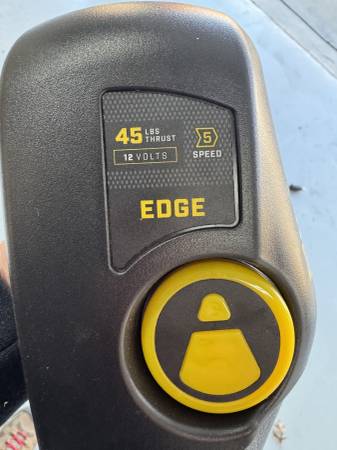 45 LBS THRUST
12 VOLTS
5 SPEED
EDGE